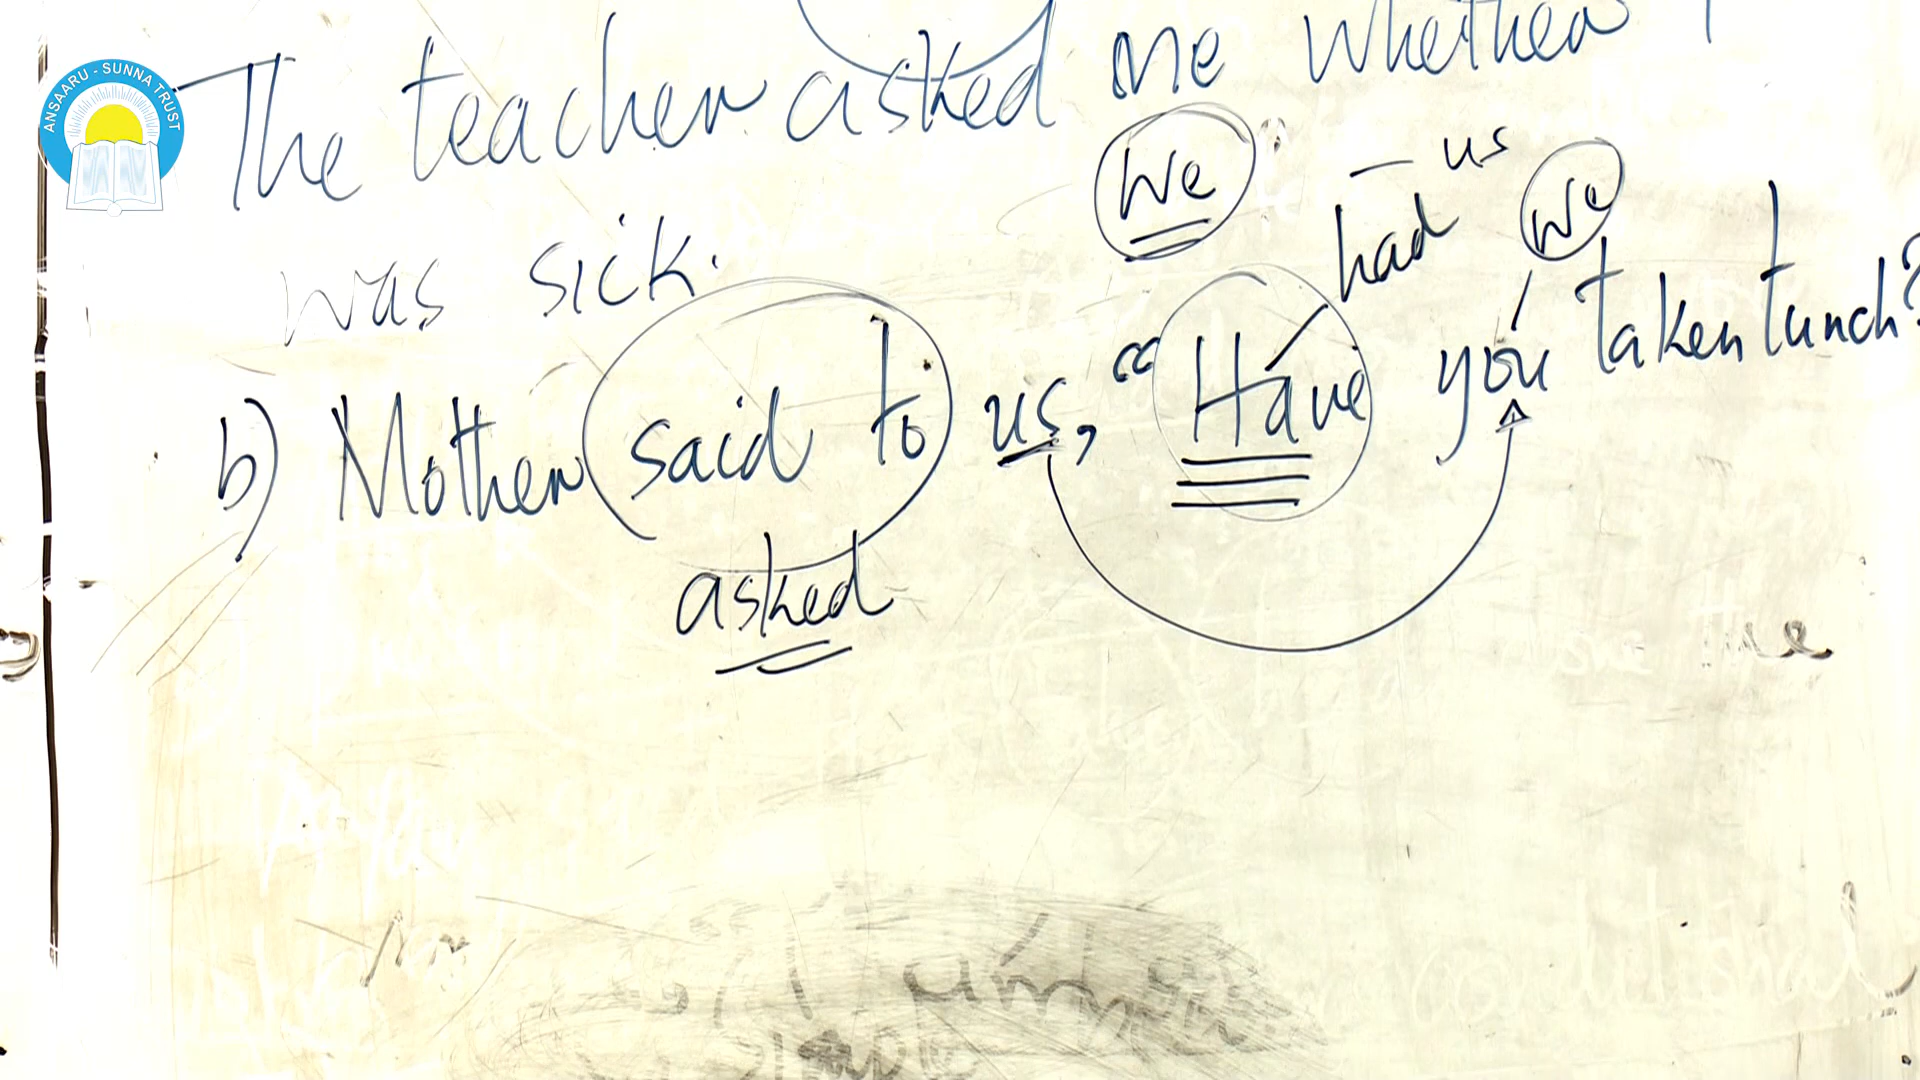 ANSAARU - SUNNA TRUST
The teacher asked me whether
was sick.
We - us
had we
b) Mother said to us, “Have you taken lunch?
asked